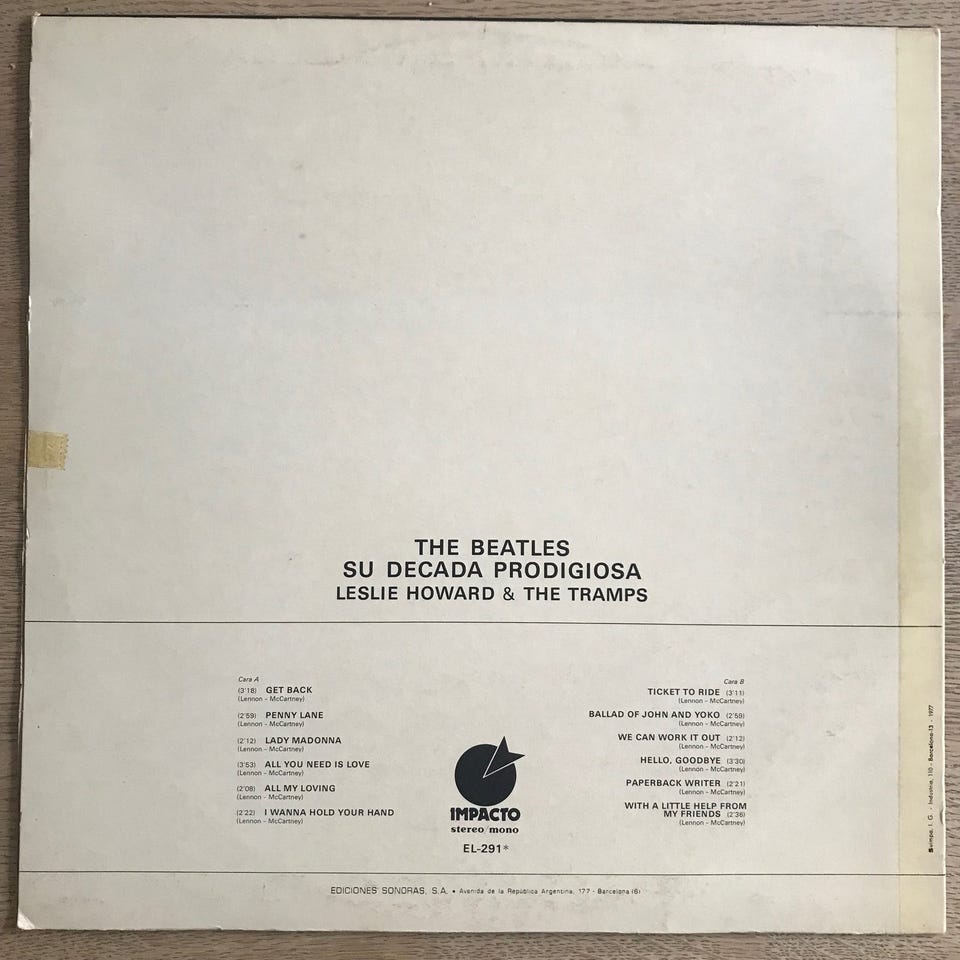 THE BEATLES
SU DECADA PRODIGIOSA
LESLIE HOWARD & THE TRAMPS
Cara A
(3'18) GET BACK
(Lennon - McCartney)
(2'59) PENNY LANE
(Lennon - McCartney)
(2'12) LADY MADONNA
(Lennon - McCartney)
(3'53) ALL YOU NEED IS LOVE
(Lennon - McCartney)
(2'08) ALL MY LOVING
(Lennon - McCartney)
(2'22) I WANNA HOLD YOUR HAND
(Lennon - McCartney)
IMPACTO
stereo/mono
EL-291*
Cara B
TICKET TO RIDE (3'11)
(Lennon - McCartney)
BALLAD OF JOHN AND YOKO (2'59)
(Lennon - McCartney)
WE CAN WORK IT OUT (2'12)
(Lennon - McCartney)
HELLO, GOODBYE (3'30)
(Lennon - McCartney)
PAPERBACK WRITER (2'21)
(Lennon - McCartney)
WITH A LITTLE HELP FROM
MY FRIENDS (2'36)
(Lennon - McCartney)
EDICIONES SONORAS, S.A. • Avenida de la República Argentina, 177 - Barcelona (6)
Gvimpe, I. G. - Industria, 110 - Barcelona-13 - 1977